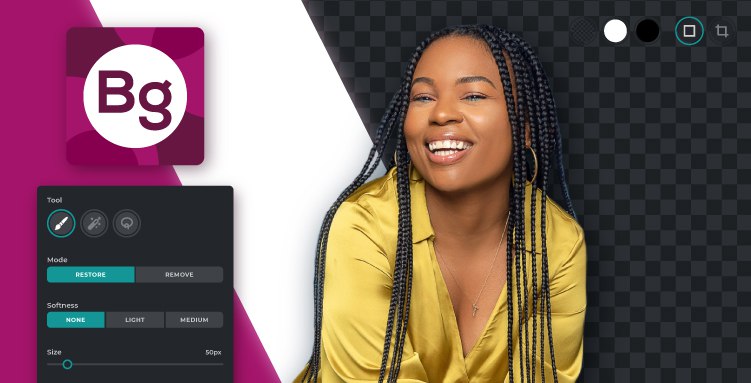 Bg
Tool
Mode
RESTORE REMOVE
Softness
NONE LIGHT MEDIUM
Size 50px